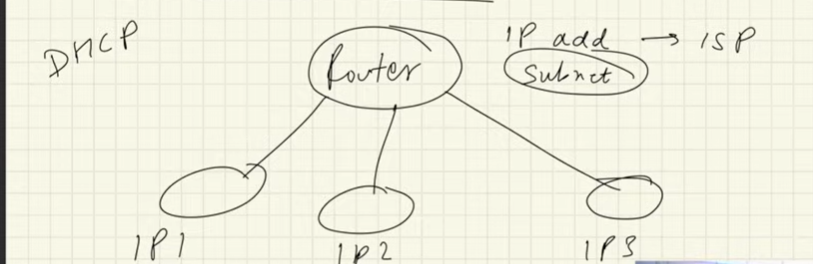 DHCP
Router
IP add → ISP
Subnet
IP1
IP2
IP3